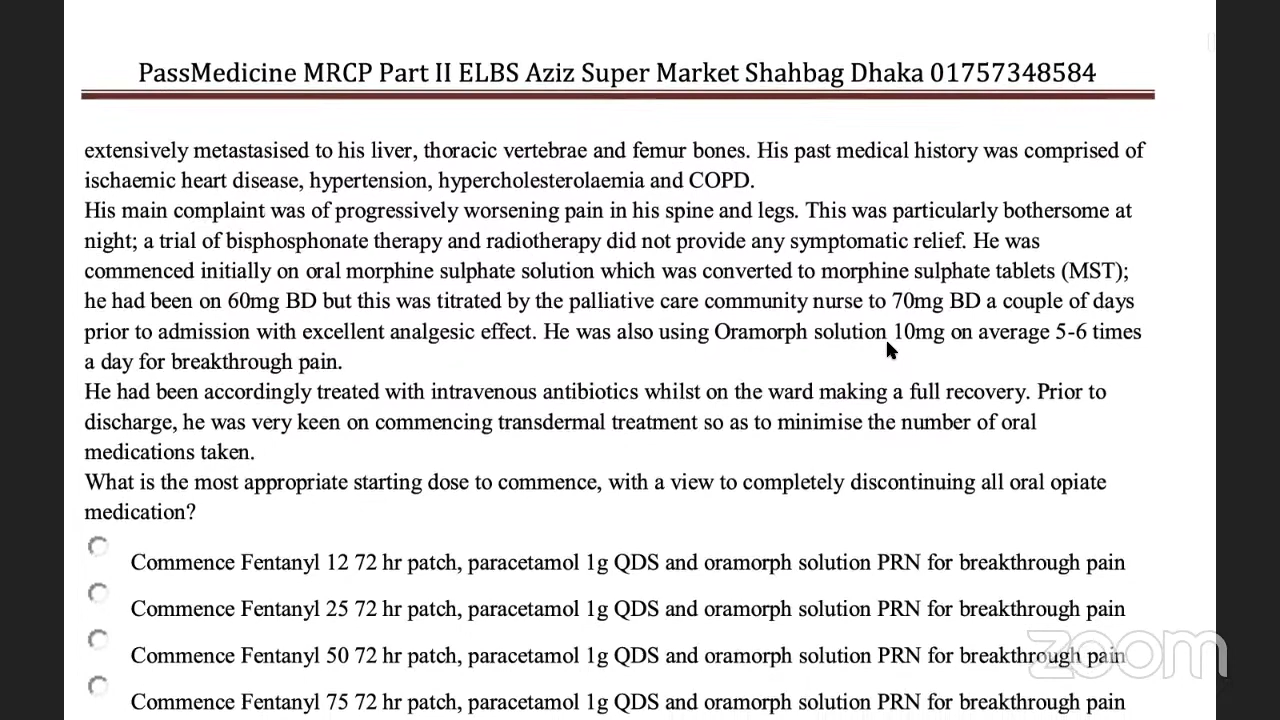 PassMedicine MRCP Part II ELBS Aziz Super Market Shahbag Dhaka 01757348584
extensively metastasised to his liver, thoracic vertebrae and femur bones. His past medical history was comprised of
ischaemic heart disease, hypertension, hypercholesterolaemia and COPD.
His main complaint was of progressively worsening pain in his spine and legs. This was particularly bothersome at
night; a trial of bisphosphonate therapy and radiotherapy did not provide any symptomatic relief. He was
commenced initially on oral morphine sulphate solution which was converted to morphine sulphate tablets (MST);
he had been on 60mg BD but this was titrated by the palliative care community nurse to 70mg BD a couple of days
prior to admission with excellent analgesic effect. He was also using Oramorph solution 10mg on average 5-6 times
a day for breakthrough pain.
He had been accordingly treated with intravenous antibiotics whilst on the ward making a full recovery. Prior to
discharge, he was very keen on commencing transdermal treatment so as to minimise the number of oral
medications taken.
What is the most appropriate starting dose to commence, with a view to completely discontinuing all oral opiate
medication?
Commence Fentanyl 12 72 hr patch, paracetamol 1g QDS and oramorph solution PRN for breakthrough pain
Commence Fentanyl 25 72 hr patch, paracetamol 1g QDS and oramorph solution PRN for breakthrough pain
Commence Fentanyl 50 72 hr patch, paracetamol 1g QDS and oramorph solution PRN for breakthrough pain
Commence Fentanyl 75 72 hr patch, paracetamol 1g QDS and oramorph solution PRN for breakthrough pain
zoom